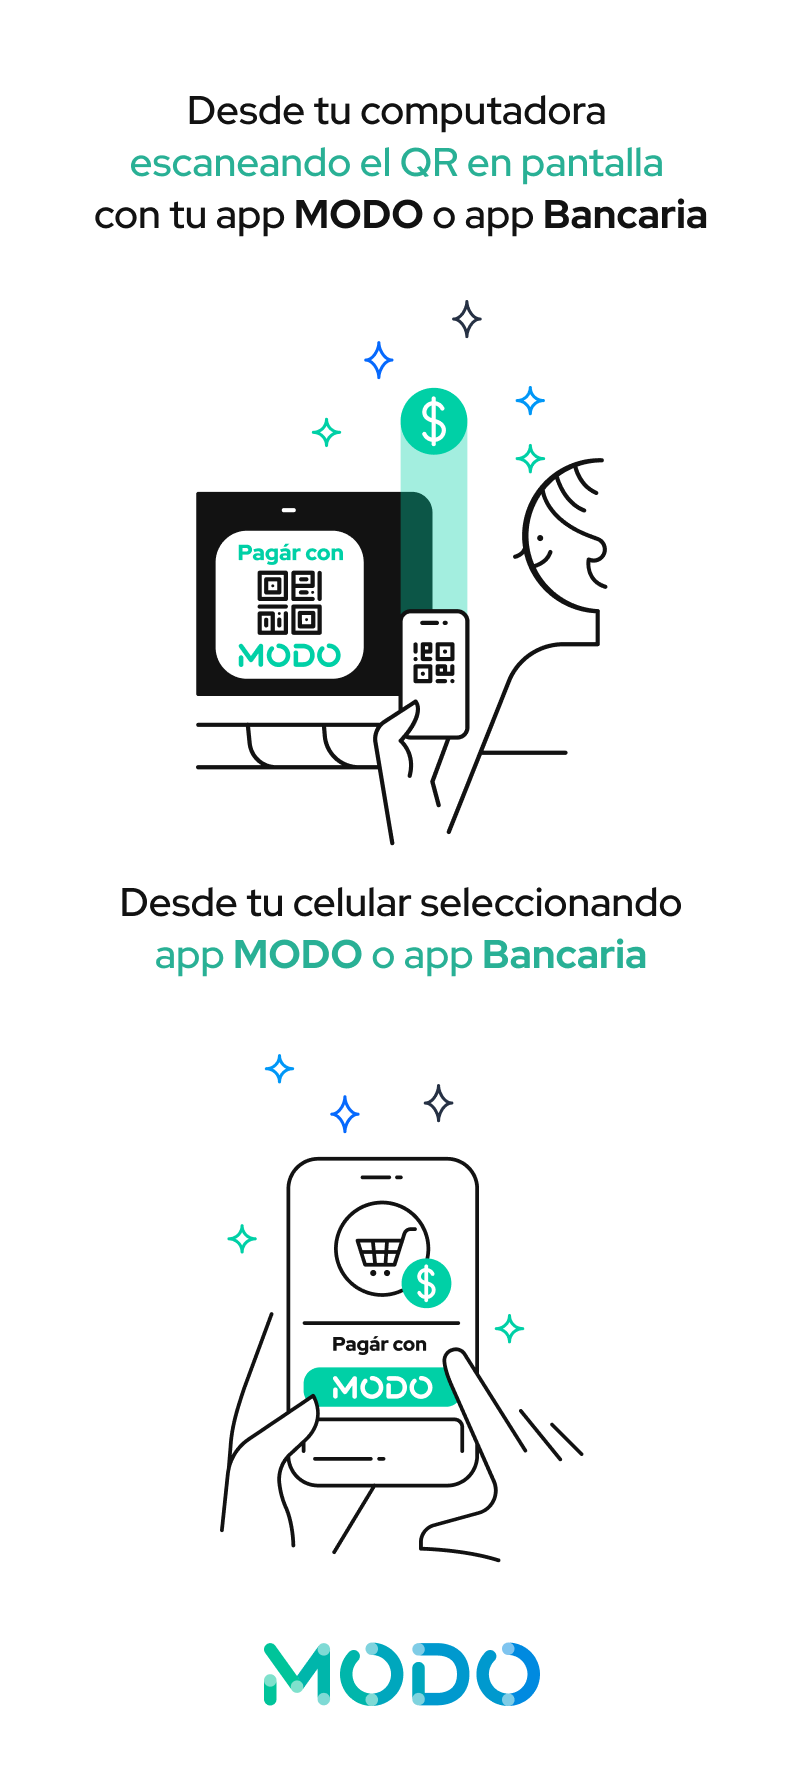 Desde tu computadora
escaneando el QR en pantalla
con tu app MODO o app Bancaria
$
Pagár con
MODO
Desde tu celular seleccionando
app MODO o app Bancaria
$
Pagár con
MODO
MODO